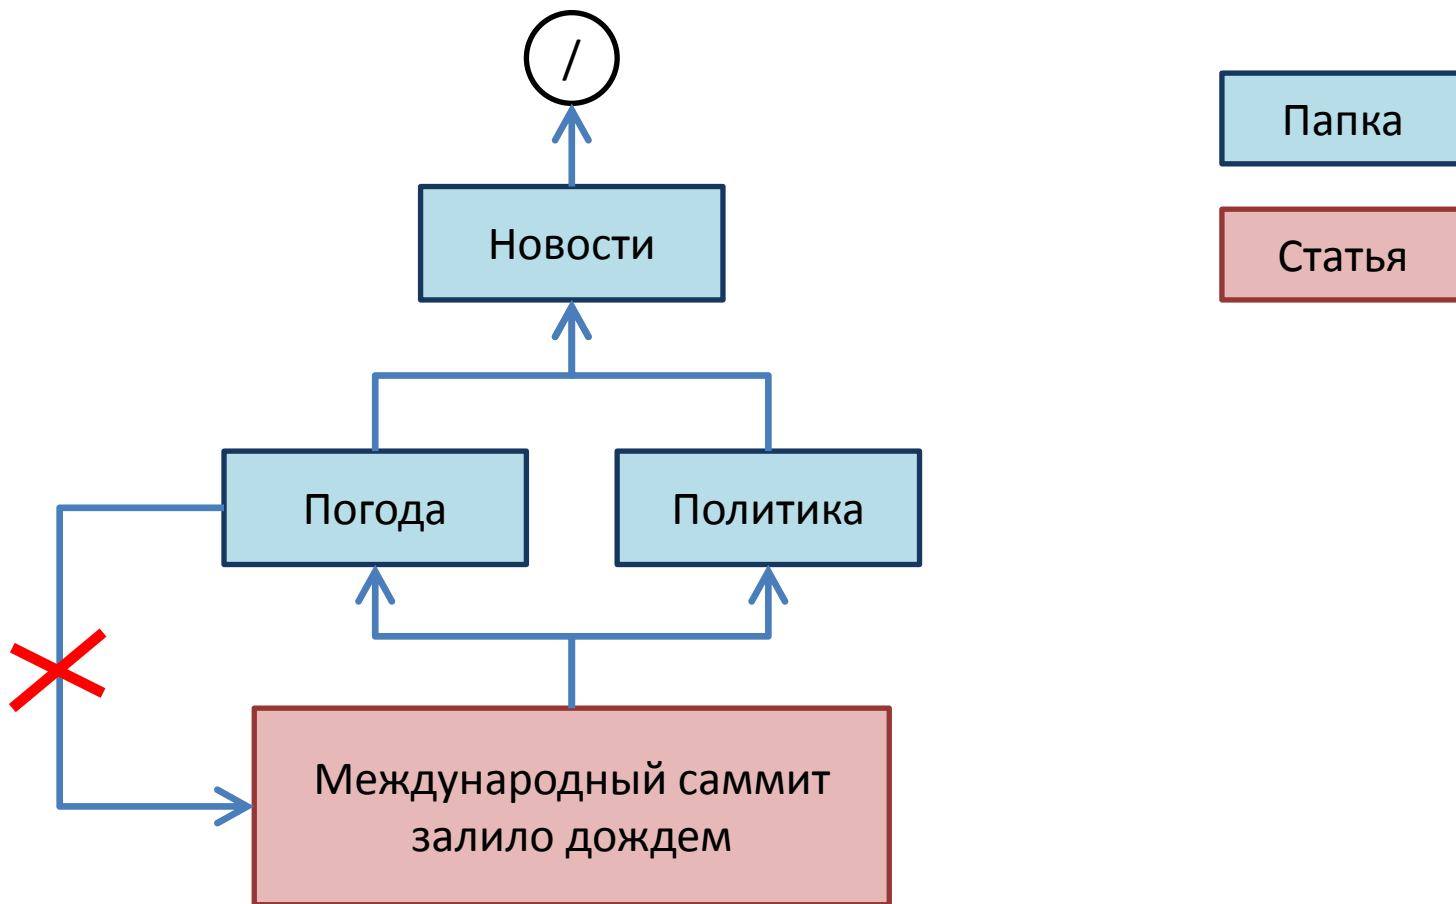 /
Новости
Погода
Политика
Международный саммит
залило дождем
Папка
Статья